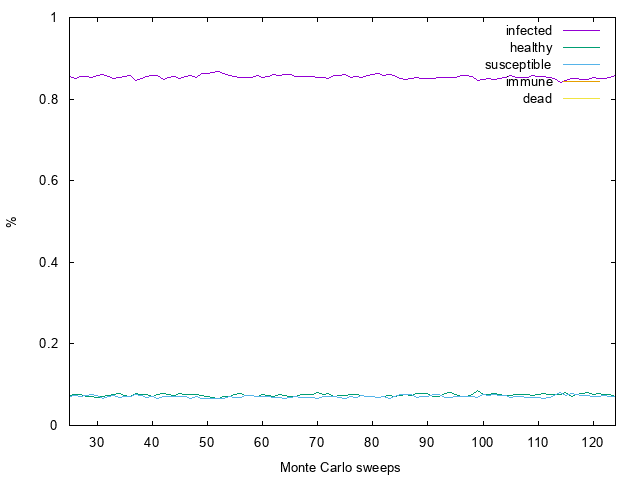 1
0.8
0.6
0.4
0.2
0
%
infected
healthy
susceptible
immune
dead
30 40 50 60 70 80 90 100 110 120
Monte Carlo sweeps